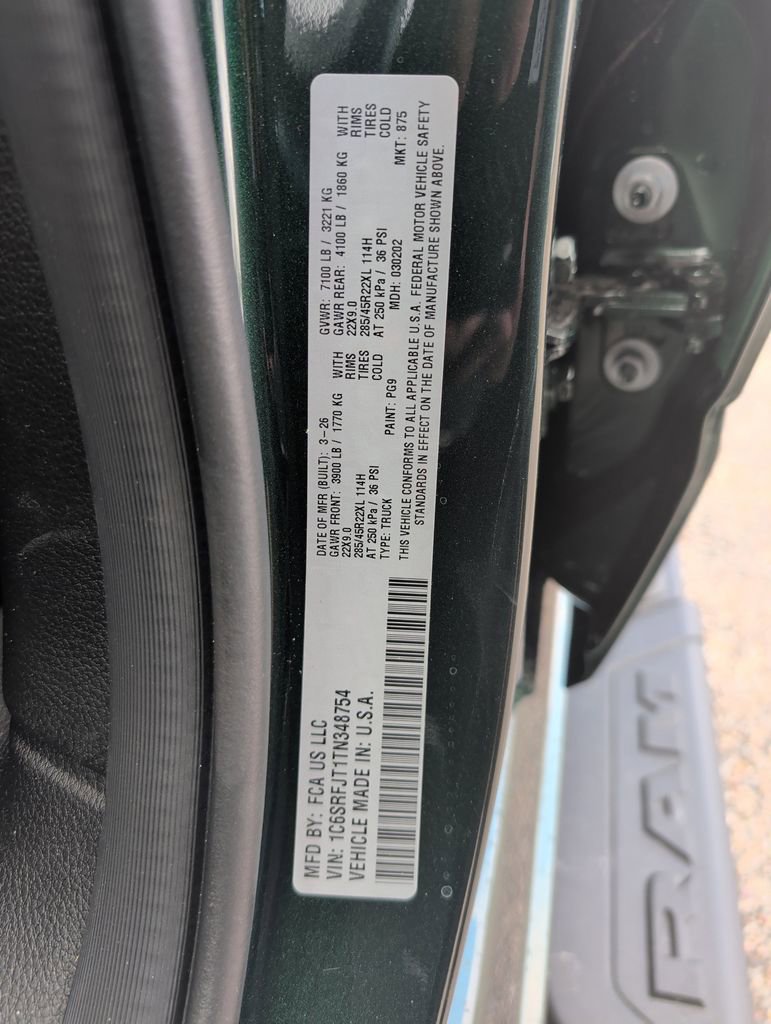 MFD BY: FCA US LLC
VIN: 1C6SRFJT1TN348754
VEHICLE MADE IN: U.S.A.
DATE OF MFR (BUILT): 3-26 GVWR: 7100 LB / 3221 KG
GAWR FRONT: 3900 LB / 1770 KG WITH GAWR REAR: 4100 LB / 1860 KG WITH
22X9.0 RIMS 22X9.0 RIMS
285/45R22XL 114H TIRES 285/45R22XL 114H TIRES
AT 250 kPa / 36 PSI COLD AT 250 kPa / 36 PSI COLD
TYPE: TRUCK PAINT: PG9 MDH: 030202 MKT: 875
THIS VEHICLE CONFORMS TO ALL APPLICABLE U.S.A. FEDERAL MOTOR VEHICLE SAFETY
STANDARDS IN EFFECT ON THE DATE OF MANUFACTURE SHOWN ABOVE.
RAM